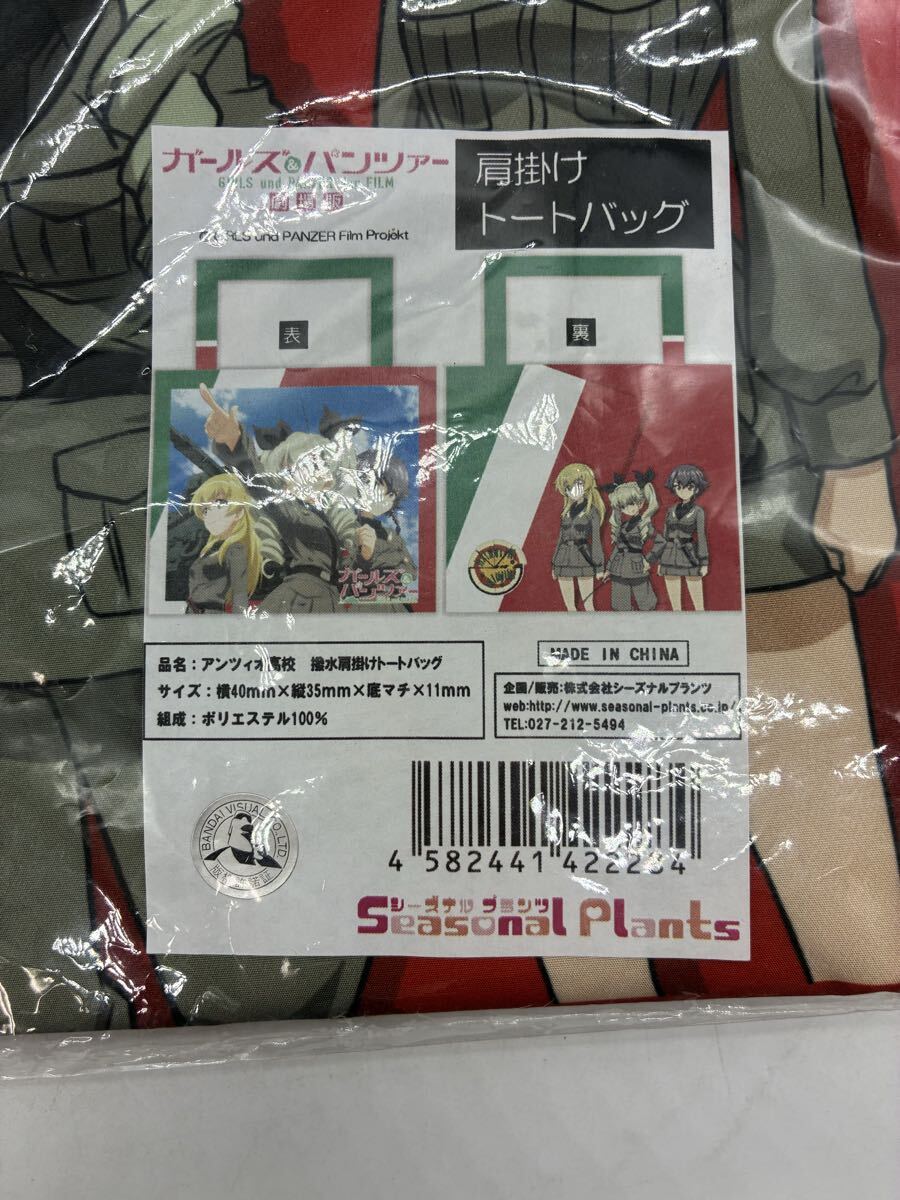 ガールズ&パンツァー
GIRLS und PANZER der FILM
劇場版
© GIRLS und PANZER Film Projekt
肩掛け
トートバッグ
表
裏
ガールズ&
パンツァー
品名：アンツィオ高校 撥水肩掛けトートバッグ
サイズ：横40mm×縦35mm×底マチ×11mm
組成：ポリエステル100%
MADE IN CHINA
企画/販売：株式会社シーズナルプランツ
web:http://www.seasonal-plants.co.jp/
TEL:027-212-5494
BANDAI VISUAL CO.,LTD
4 582441 422234
シーズナル プランツ
Seasonal Plants